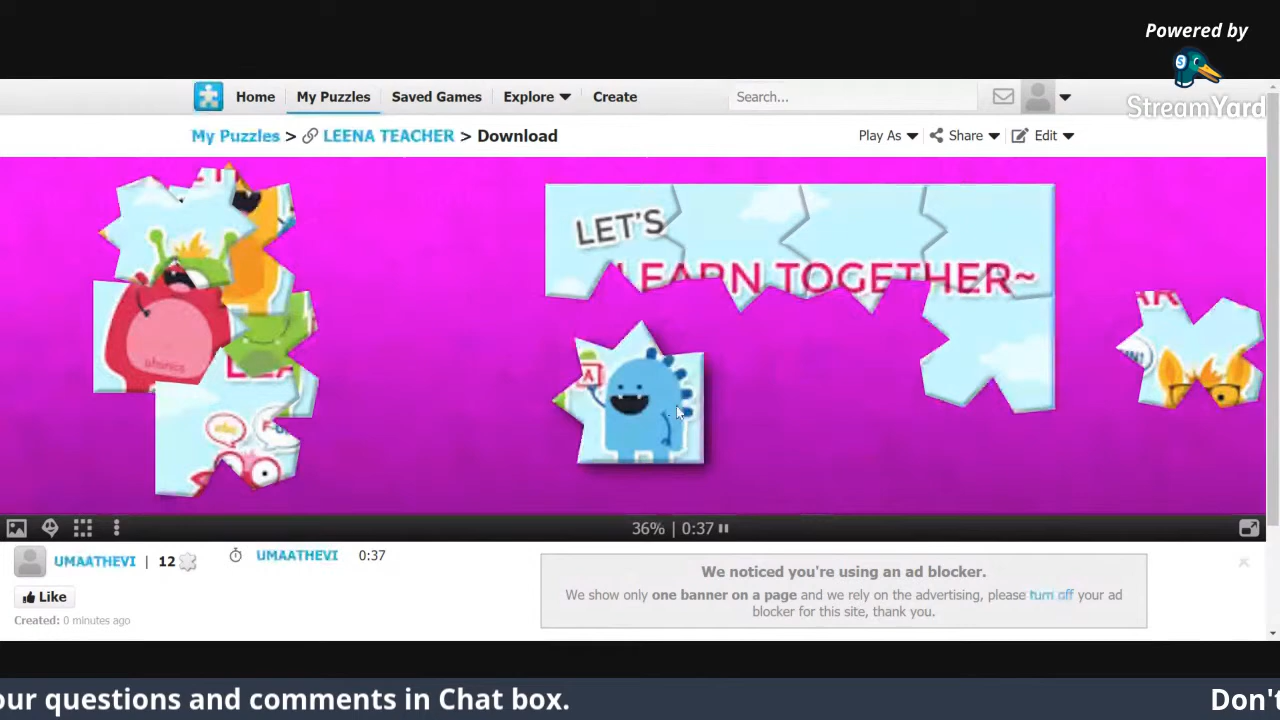 Powered by
StreamYard
Home My Puzzles Saved Games Explore Create Search...
My Puzzles > LEENA TEACHER > Download Play As Share Edit
LET'S
LEARN TOGETHER~
phonics
A
abc
36% | 0:37
UMAATHEVI | 12 UMAATHEVI 0:37
Like
Created: 0 minutes ago
We noticed you're using an ad blocker.
We show only one banner on a page and we rely on the advertising, please turn off your ad
blocker for this site, thank you.
our questions and comments in Chat box. Don't